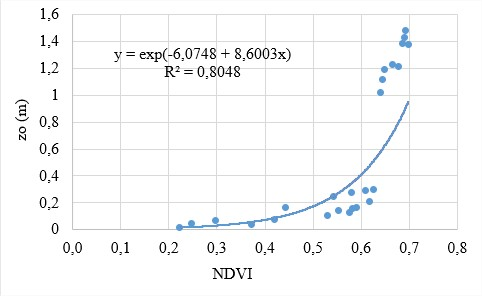 1,6
1,4
1,2
1
0,8
0,6
0,4
0,2
0
zo (m)
y = exp(-6,0748 + 8,6003x)
R² = 0,8048
0,0 0,1 0,2 0,3 0,4 0,5 0,6 0,7 0,8
NDVI